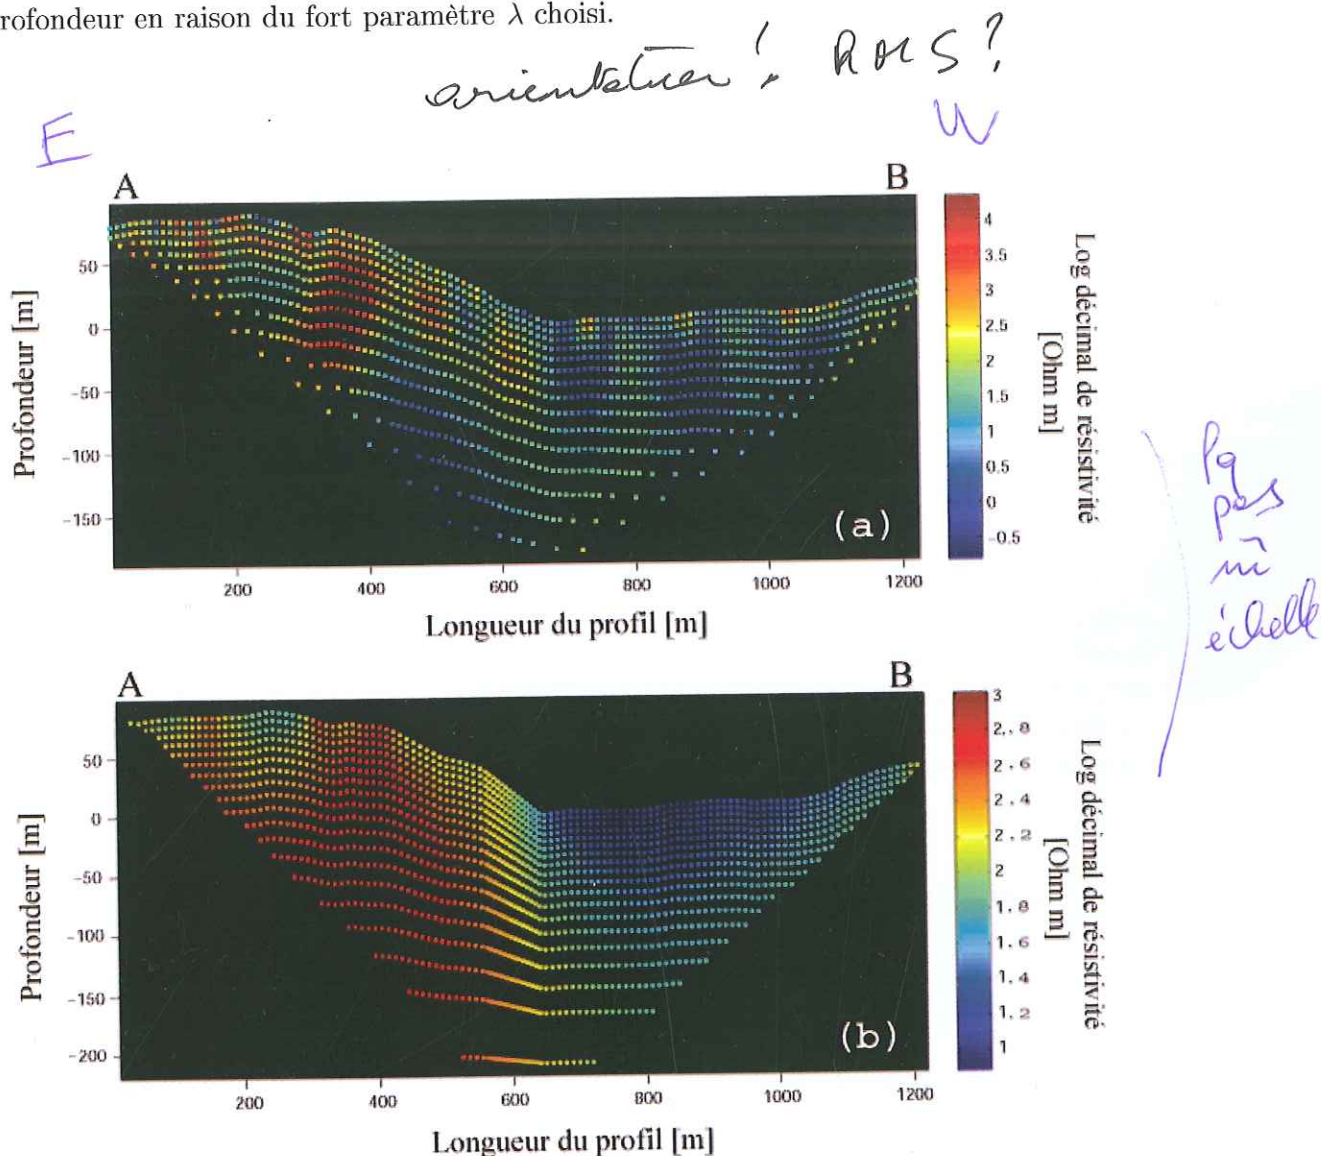 rofondeur en raison du fort paramètre λ choisi.
orientation ! RMS ?
E
W
A
B
50
0
-50
-100
-150
Profondeur [m]
(a)
200
400
600
800
1000
1200
Longueur du profil [m]
4
3.5
3
2.5
2
1.5
1
0.5
0
-0.5
Log décimal de résistivité
[Ohm m]
Pq
pas
m̂
échelle
A
B
50
0
-50
-100
-150
-200
Profondeur [m]
(b)
200
400
600
800
1000
1200
Longueur du profil [m]
3
2.8
2.6
2.4
2.2
2
1.8
1.6
1.4
1.2
1
Log décimal de résistivité
[Ohm m]